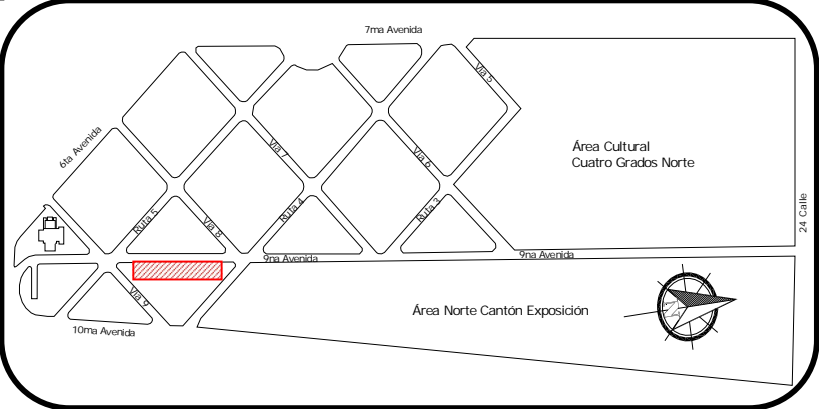 7ma Avenida
Vía 5
6ta Avenida
Vía 7
Vía 6
Área Cultural
Cuatro Grados Norte
24 Calle
Ruta 5
Vía 8
Ruta 4
Ruta 3
9na Avenida
9na Avenida
Vía 9
10ma Avenida
Área Norte Cantón Exposición
N